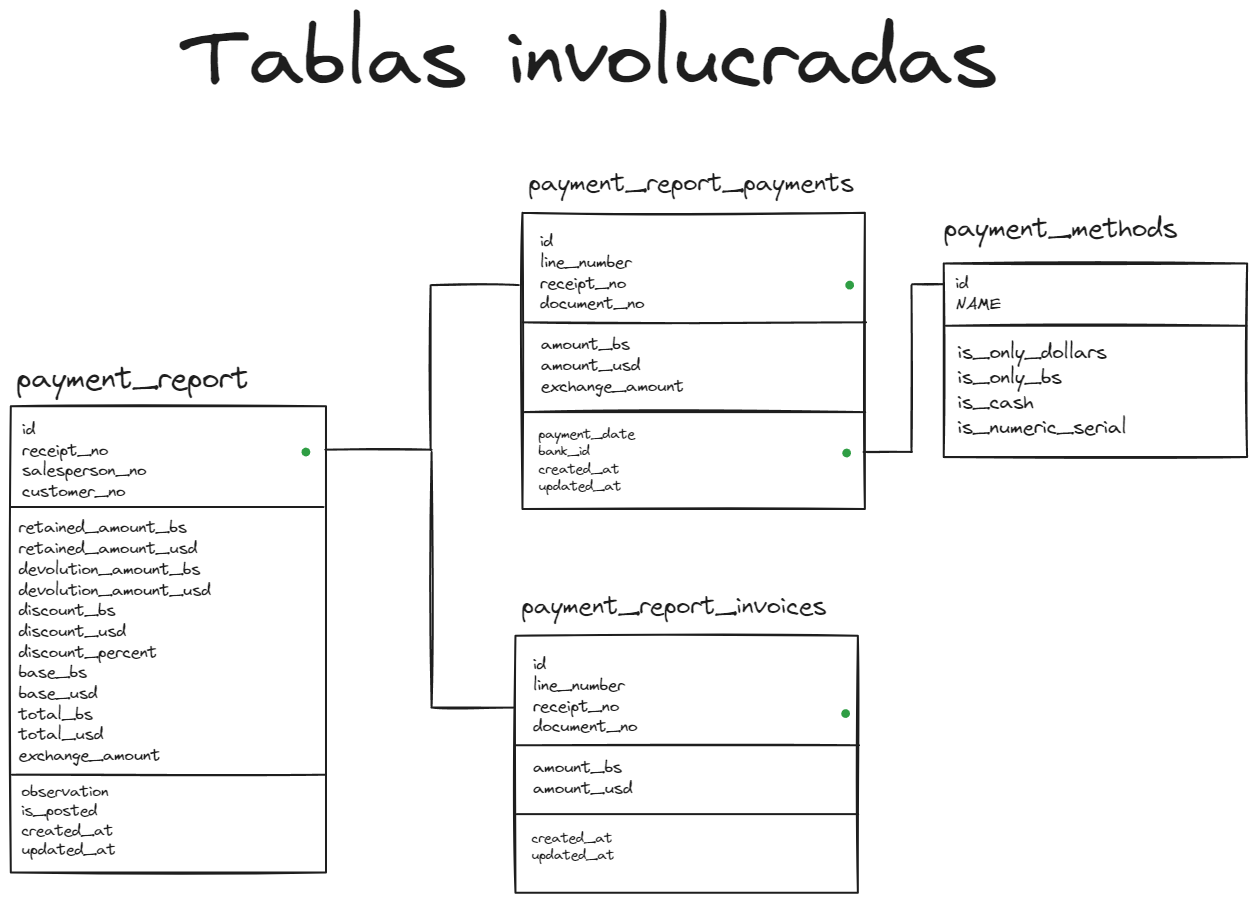 Tablas involucradas
payment_report
id
receipt_no
salesperson_no
customer_no
retained_amount_bs
retained_amount_usd
devolution_amount_bs
devolution_amount_usd
discount_bs
discount_usd
discount_percent
base_bs
base_usd
total_bs
total_usd
exchange_amount
observation
is_posted
created_at
updated_at
payment_report_payments
id
line_number
receipt_no
document_no
amount_bs
amount_usd
exchange_amount
payment_date
bank_id
created_at
updated_at
payment_methods
id
NAME
is_only_dollars
is_only_bs
is_cash
is_numeric_serial
payment_report_invoices
id
line_number
receipt_no
document_no
amount_bs
amount_usd
created_at
updated_at